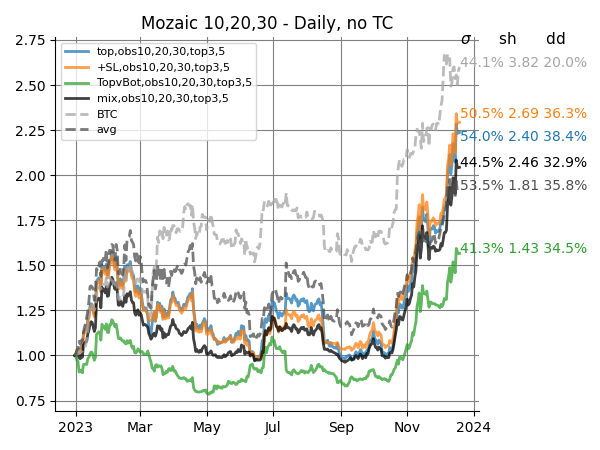 Mozaic 10,20,30 - Daily, no TC
σ sh dd
2.75
2.50
2.25
2.00
1.75
1.50
1.25
1.00
0.75
top,obs10,20,30,top3,5
+SL,obs10,20,30,top3,5
TopvBot,obs10,20,30,top3,5
mix,obs10,20,30,top3,5
BTC
avg
44.1% 3.82 20.0%
50.5% 2.69 36.3%
54.0% 2.40 38.4%
44.5% 2.46 32.9%
53.5% 1.81 35.8%
41.3% 1.43 34.5%
2023 Mar May Jul Sep Nov 2024